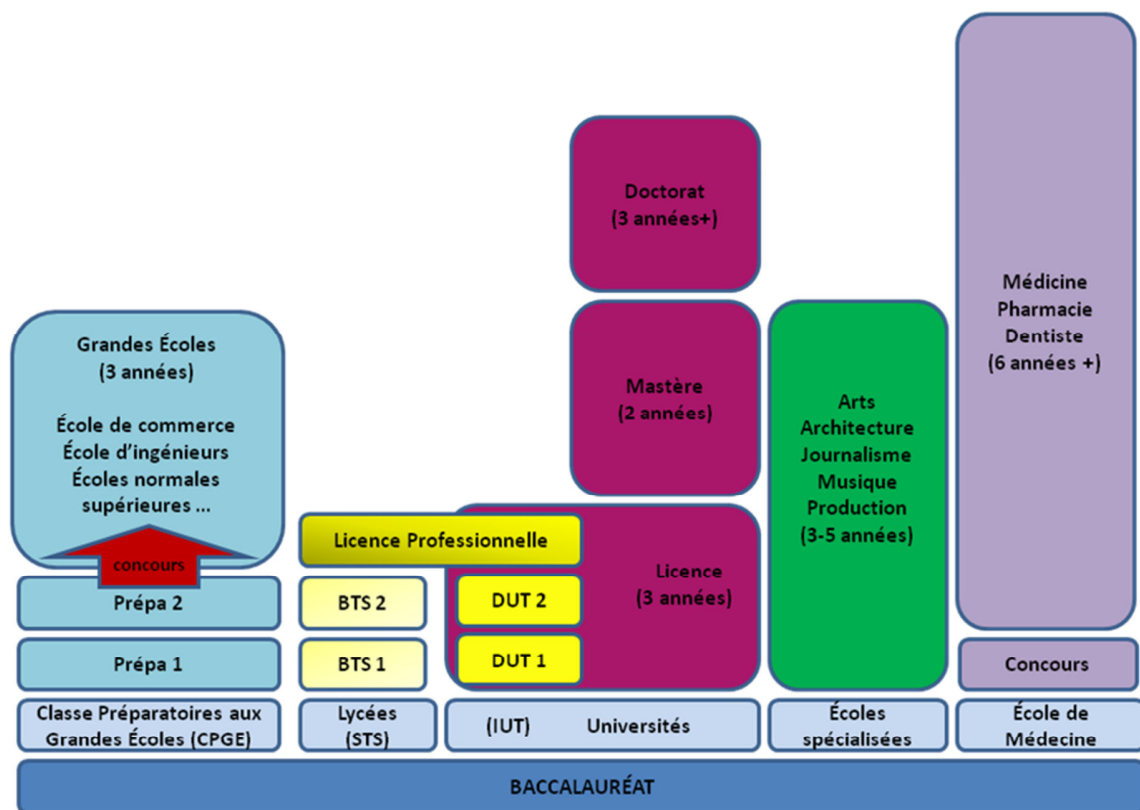 Doctorat
(3 années+)
Médicine
Pharmacie
Dentiste
(6 années +)
Grandes Écoles
(3 années)
École de commerce
École d'ingénieurs
Écoles normales
supérieures ...
concours
Mastère
(2 années)
Arts
Architecture
Journalisme
Musique
Production
(3-5 années)
Licence Professionnelle
Licence
(3 années)
Prépa 2
BTS 2
DUT 2
Prépa 1
BTS 1
DUT 1
Concours
Classe Préparatoires aux
Grandes Écoles (CPGE)
Lycées
(STS)
(IUT) Universités
Écoles
spécialisées
École de
Médecine
BACCALAURÉAT